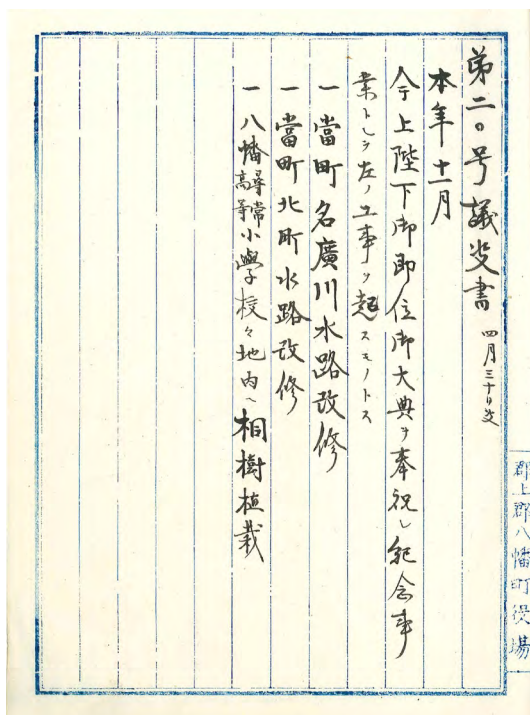 第二〇号議案書 四月三十日受
本年十一月
今上陛下御即位御大典ヲ奉祝シ紀念事
業トシテ左ノ工事ヲ起スモノトス
一 當町名廣川水路改修
一 當町北町水路改修
一 八幡尋常高等小學校々地内ヘ栢樹植栽
郡上郡八幡町役場